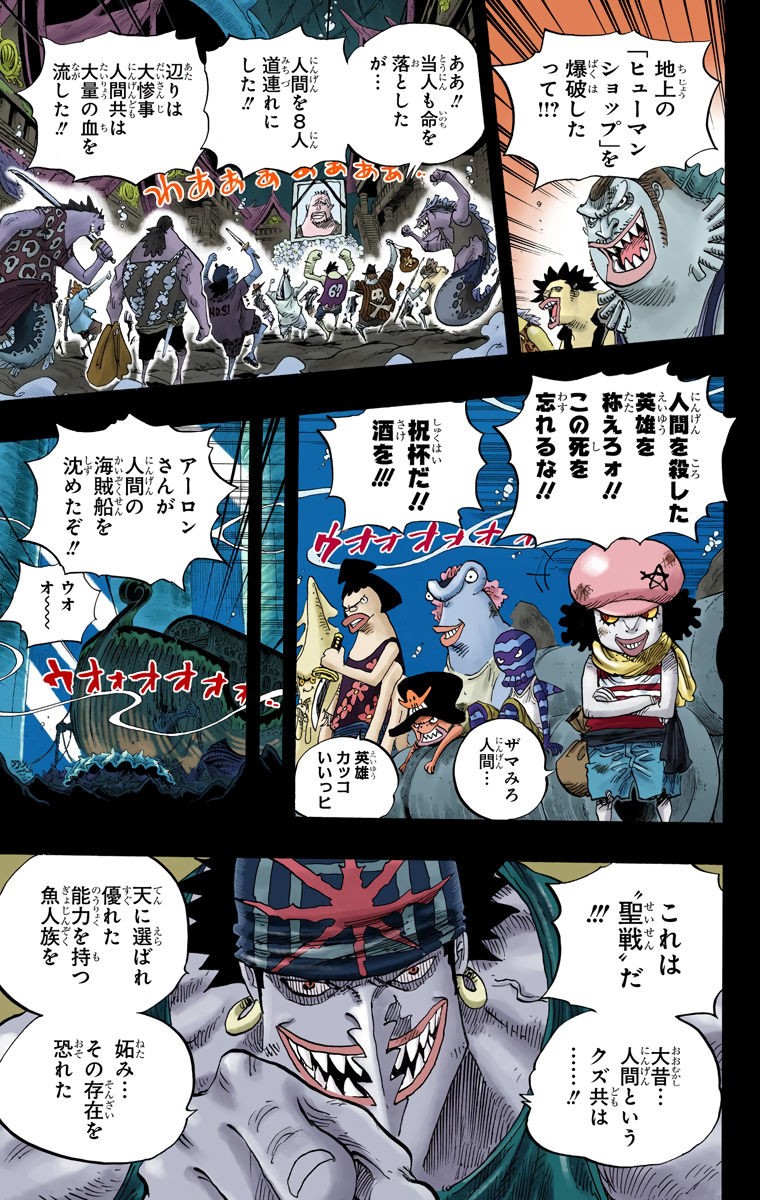 地上の
「ヒューマン
ショップ」を
爆破した
って!!?
ああ!!
当人も命を
落とした
が…
人間を8人
道連れに
した!!
辺りは
大惨事
人間共は
大量の血を
流した!!
わあぁあぁあぁあぁ…
67
人間を殺した
英雄を
称えろォ!!
この死を
忘れるな!!
祝杯だ!!
酒を!!!
ウオオオオオォ
ザマみろ
人間…
英雄
カッコ
いいっヒ
アーロン
さんが
人間の
海賊船を
沈めたぞ!!
ウオ
オ〜〜
ウオオオオオォ…
これは
“聖戦”だ
!!!
大昔…
人間という
クズ共は
……!!
天に選ばれ
優れた
能力を持つ
魚人族を
妬み…
その存在を
恐れた